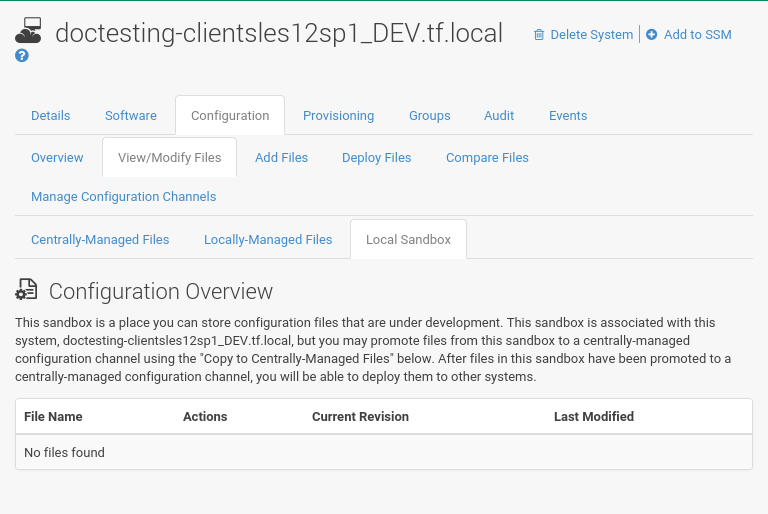 doctesting-clientsles12sp1_DEV.tf.local
Delete System
Add to SSM
Details Software Configuration Provisioning Groups Audit Events
Overview View/Modify Files Add Files Deploy Files Compare Files
Manage Configuration Channels
Centrally-Managed Files Locally-Managed Files Local Sandbox
Configuration Overview
This sandbox is a place you can store configuration files that are under development. This sandbox is associated with this
system, doctesting-clientsles12sp1_DEV.tf.local, but you may promote files from this sandbox to a centrally-managed
configuration channel using the "Copy to Centrally-Managed Files" below. After files in this sandbox have been promoted to a
centrally-managed configuration channel, you will be able to deploy them to other systems.
File Name Actions Current Revision Last Modified
No files found